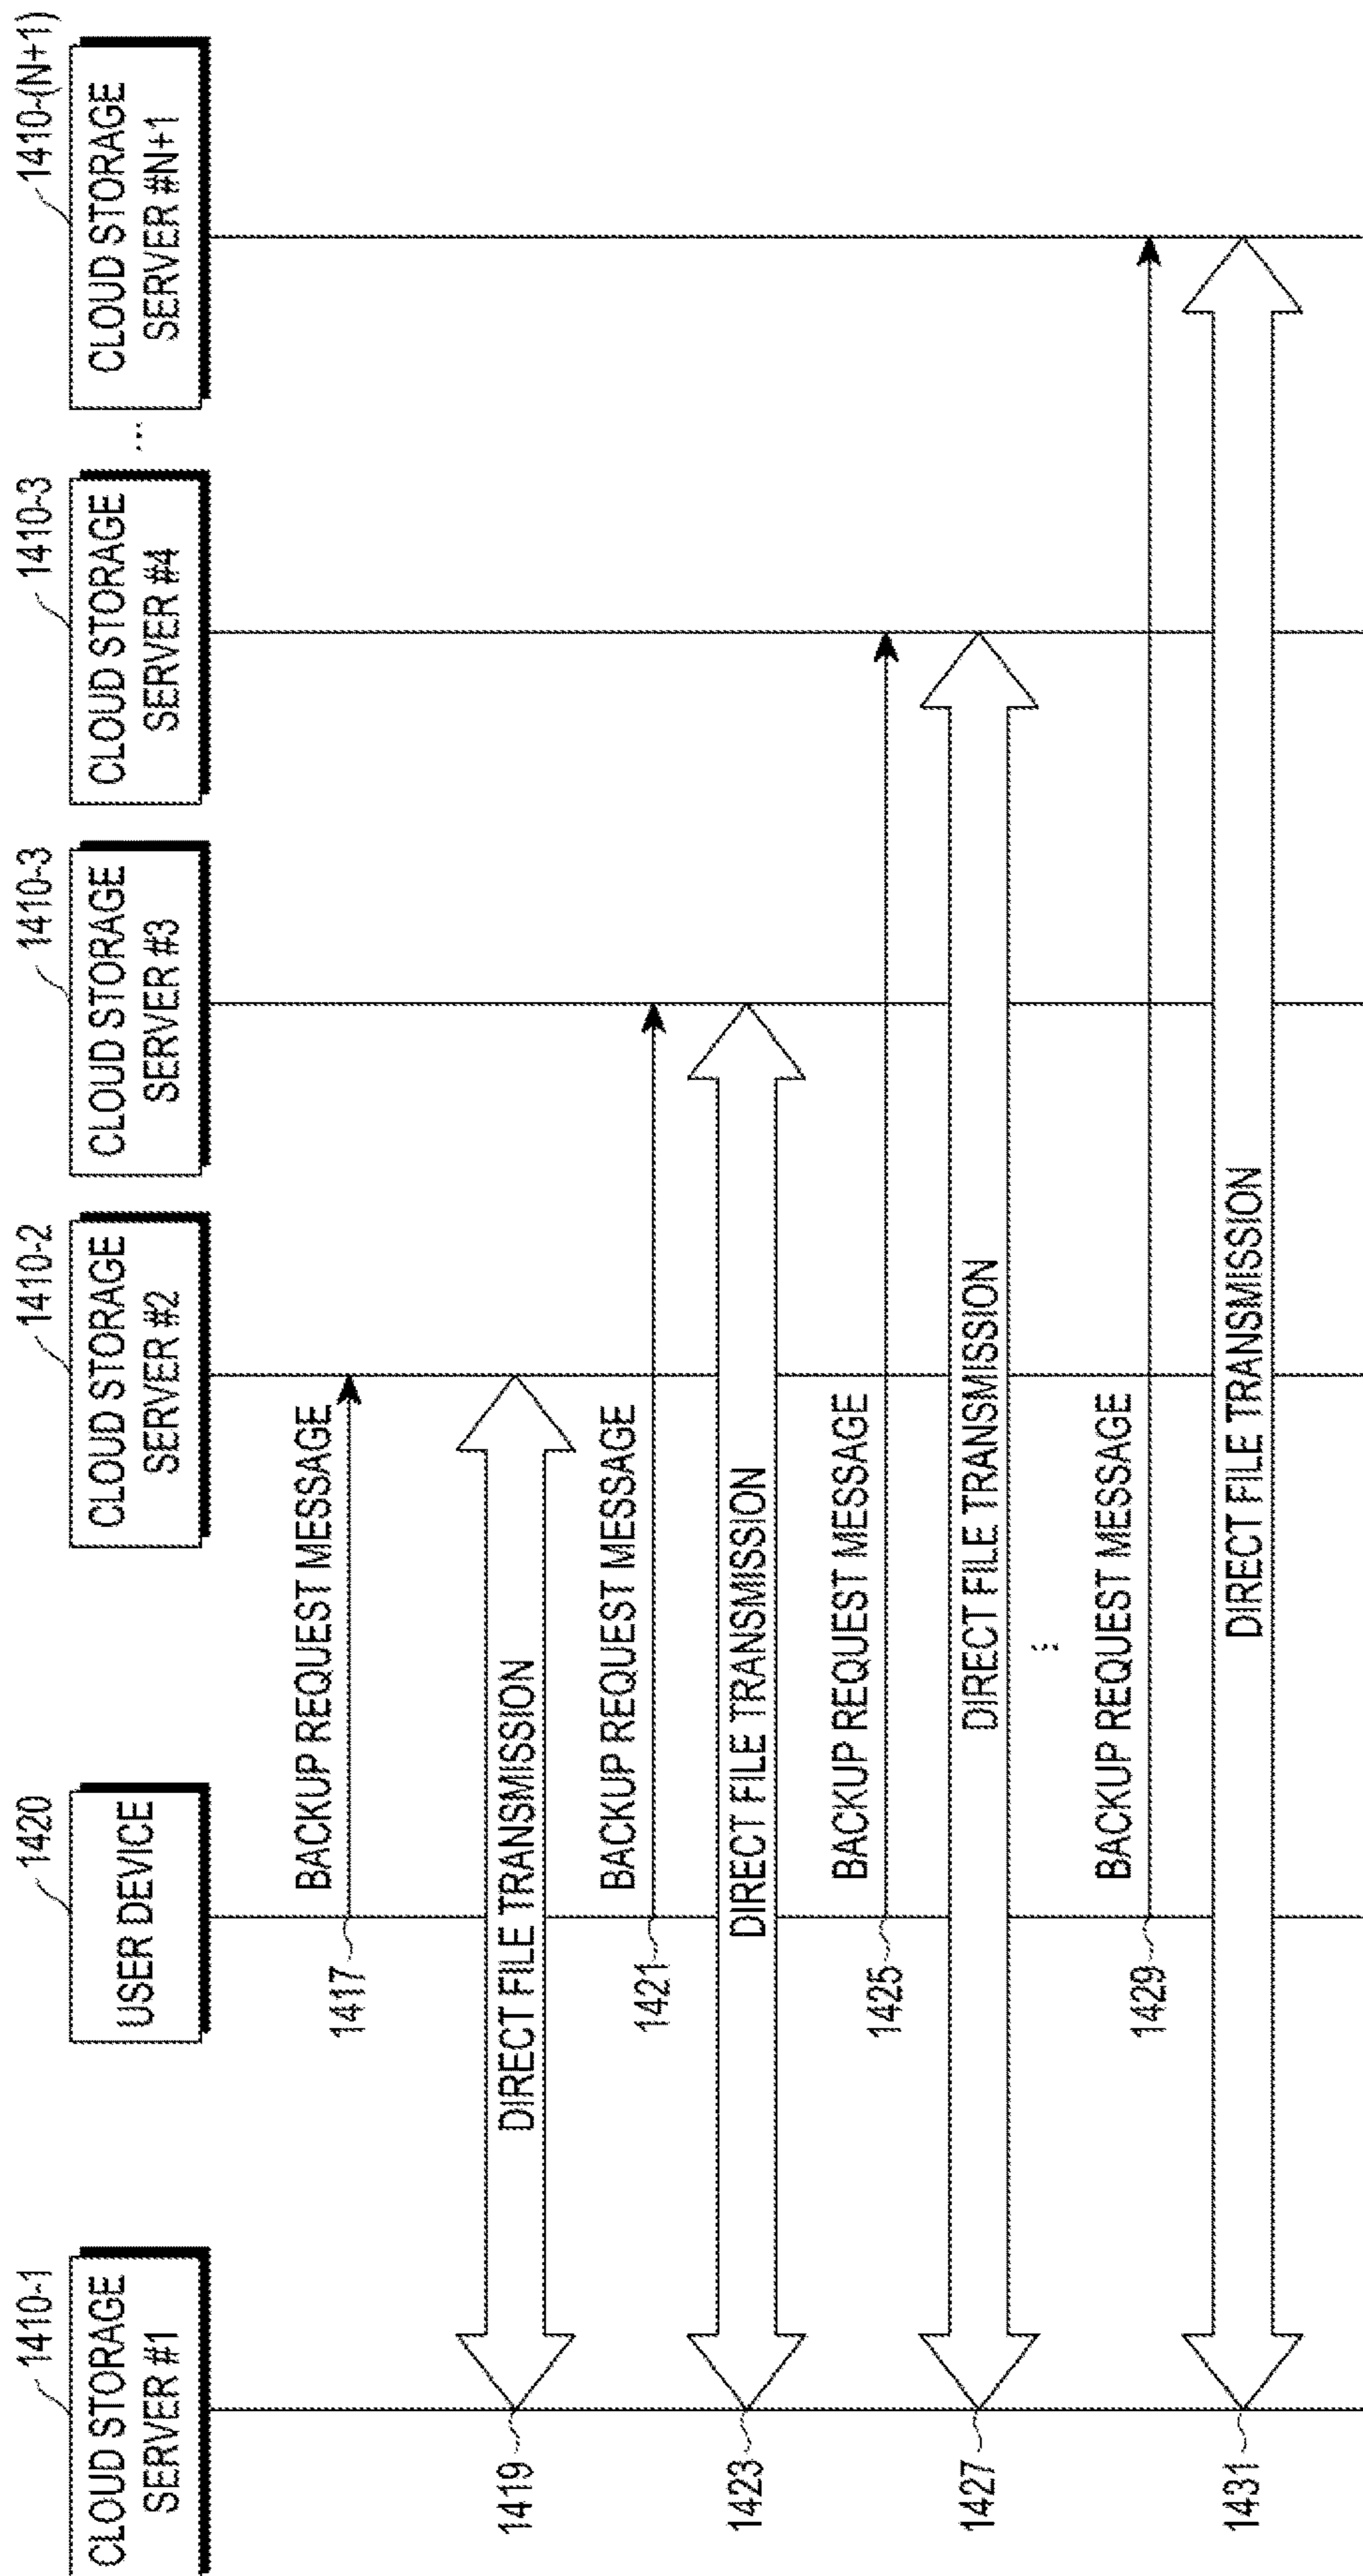 1410-1
CLOUD STORAGE
SERVER #1
1420
USER DEVICE
1410-2
CLOUD STORAGE
SERVER #2
1410-3
CLOUD STORAGE
SERVER #3
1410-3
CLOUD STORAGE
SERVER #4
...
1410-(N+1)
CLOUD STORAGE
SERVER #N+1
1417
BACKUP REQUEST MESSAGE
1419
DIRECT FILE TRANSMISSION
1421
BACKUP REQUEST MESSAGE
1423
DIRECT FILE TRANSMISSION
1425
BACKUP REQUEST MESSAGE
1427
DIRECT FILE TRANSMISSION
...
1429
BACKUP REQUEST MESSAGE
1431
DIRECT FILE TRANSMISSION